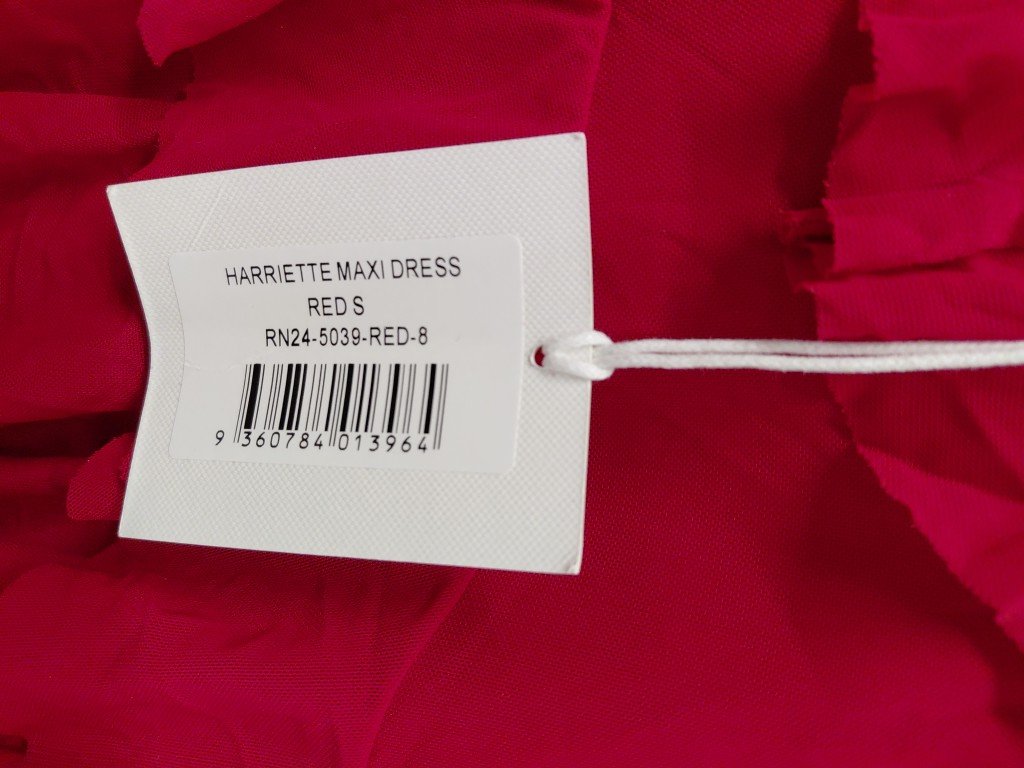 HARRIETTE MAXI DRESS
RED S
RN24-5039-RED-8
9 360784 013964